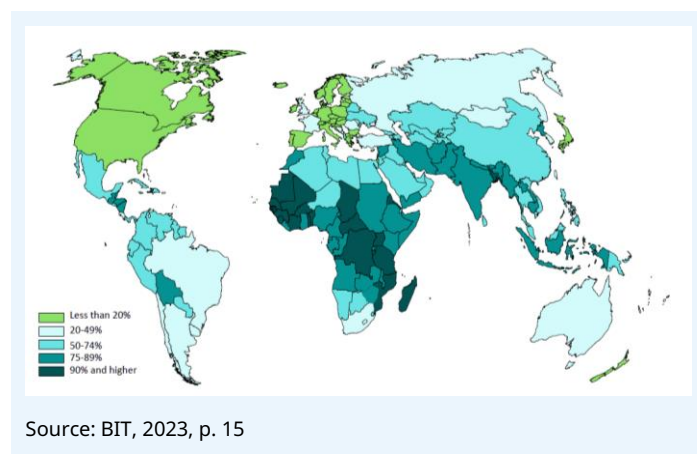 Less than 20%
20-49%
50-74%
75-89%
90% and higher
Source: BIT, 2023, p. 15